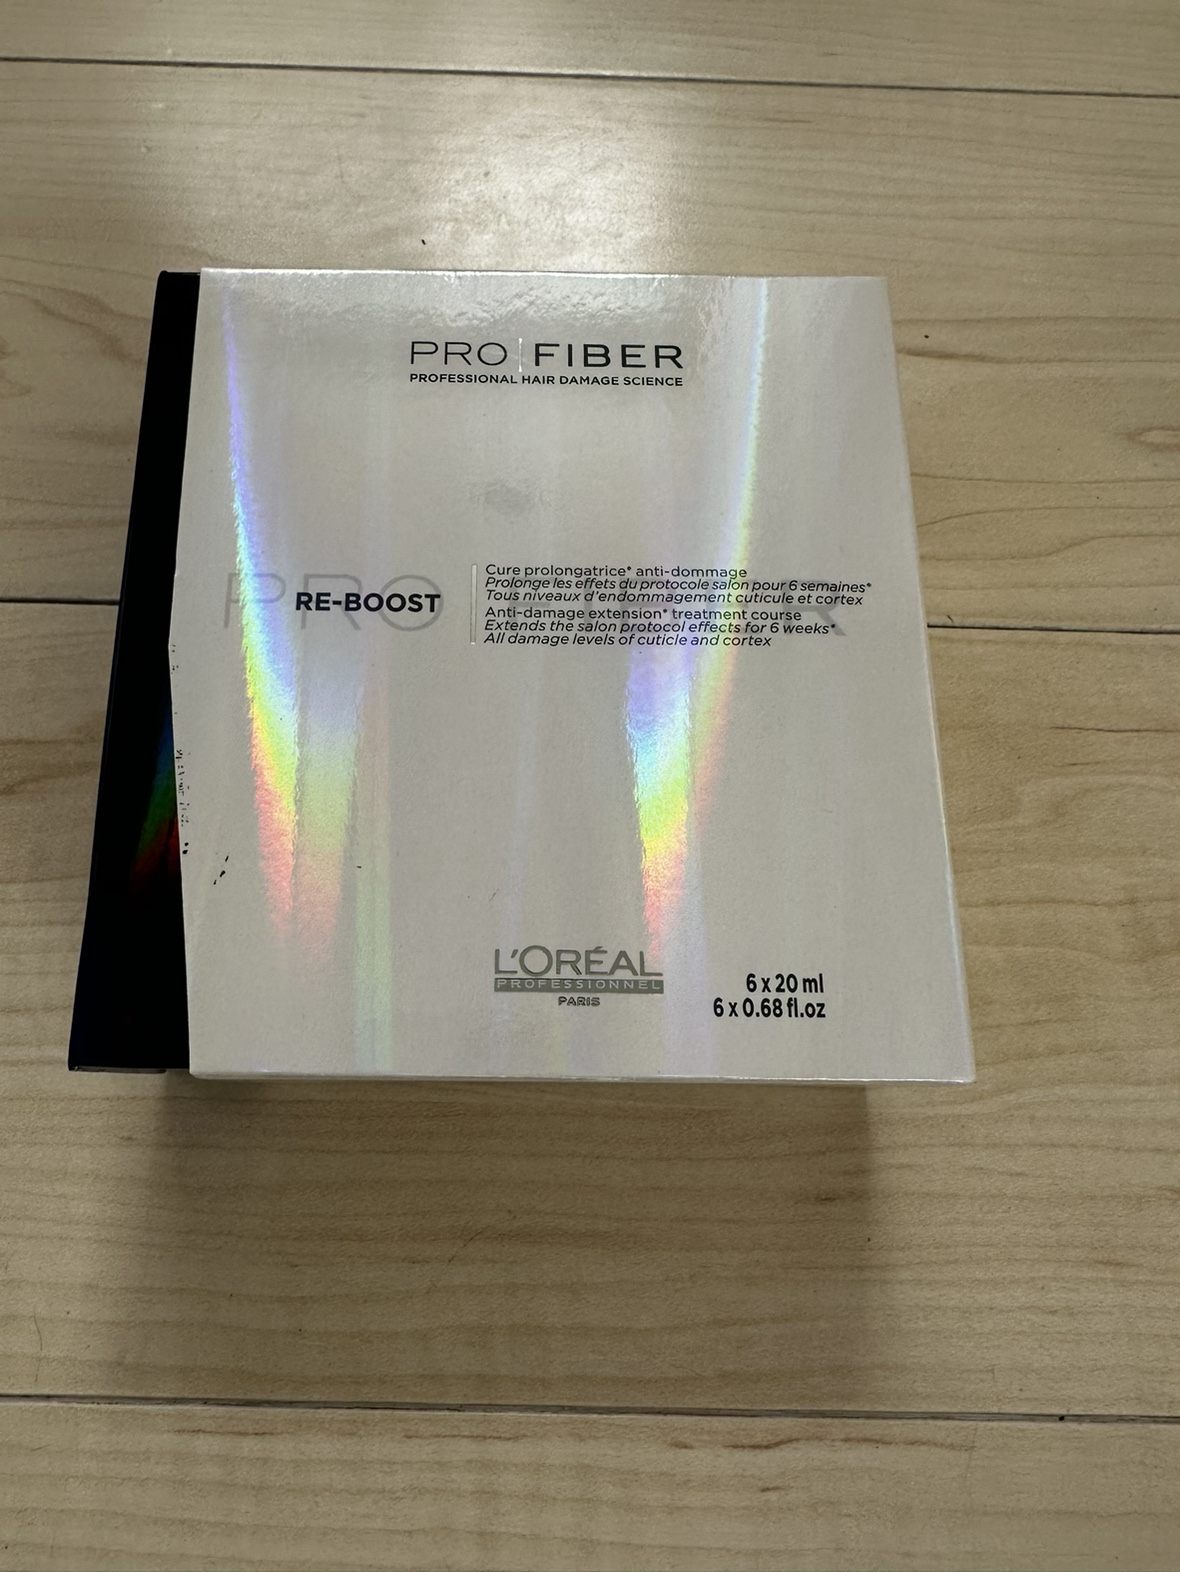 PRO | FIBER
PROFESSIONAL HAIR DAMAGE SCIENCE
PRO FIBER
RE-BOOST
Cure prolongatrice* anti-dommage
Prolonge les effets du protocole salon pour 6 semaines*
Tous niveaux d'endommagement cuticule et cortex
Anti-damage extension* treatment course
Extends the salon protocol effects for 6 weeks*
All damage levels of cuticle and cortex
L'ORÉAL
PROFESSIONNEL
PARIS
6 x 20 ml
6 x 0.68 fl.oz